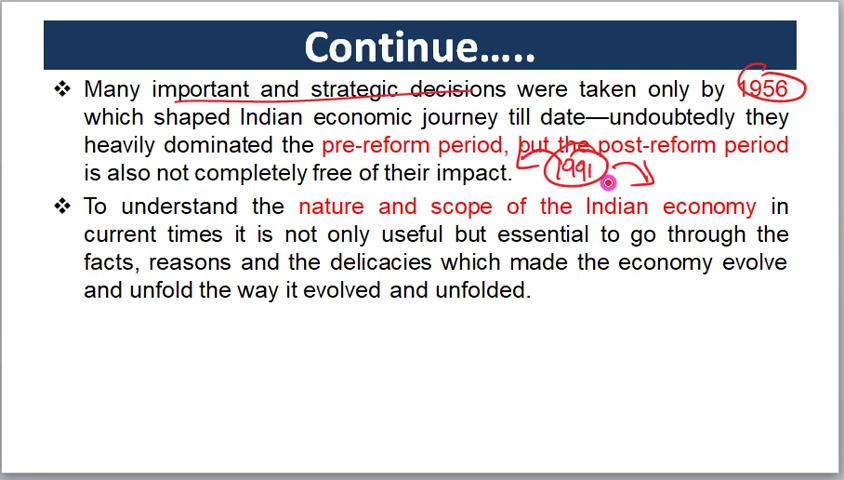 Continue.....
❖ Many important and strategic decisions were taken only by 1956
which shaped Indian economic journey till date—undoubtedly they
heavily dominated the pre-reform period, but the post-reform period
is also not completely free of their impact.
1991
❖ To understand the nature and scope of the Indian economy in
current times it is not only useful but essential to go through the
facts, reasons and the delicacies which made the economy evolve
and unfold the way it evolved and unfolded.